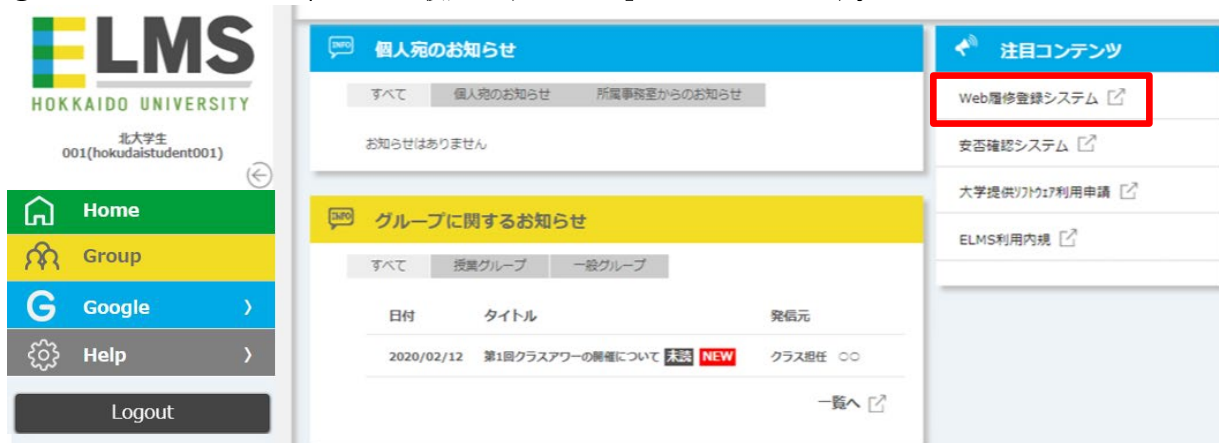 ELMS
HOKKAIDO UNIVERSITY
北大学生
001(hokudaistudent001)
Home
Group
Google
Help
Logout
INFO 個人宛のお知らせ
すべて 個人宛のお知らせ 所属事務室からのお知らせ
お知らせはありません
INFO グループに関するお知らせ
すべて 授業グループ 一般グループ
日付 タイトル 発信元
2020/02/12 第1回クラスアワーの開催について 未読 NEW クラス担任 ○○
一覧へ
注目コンテンツ
Web履修登録システム
安否確認システム
大学提供ソフトウェア利用申請
ELMS利用内規